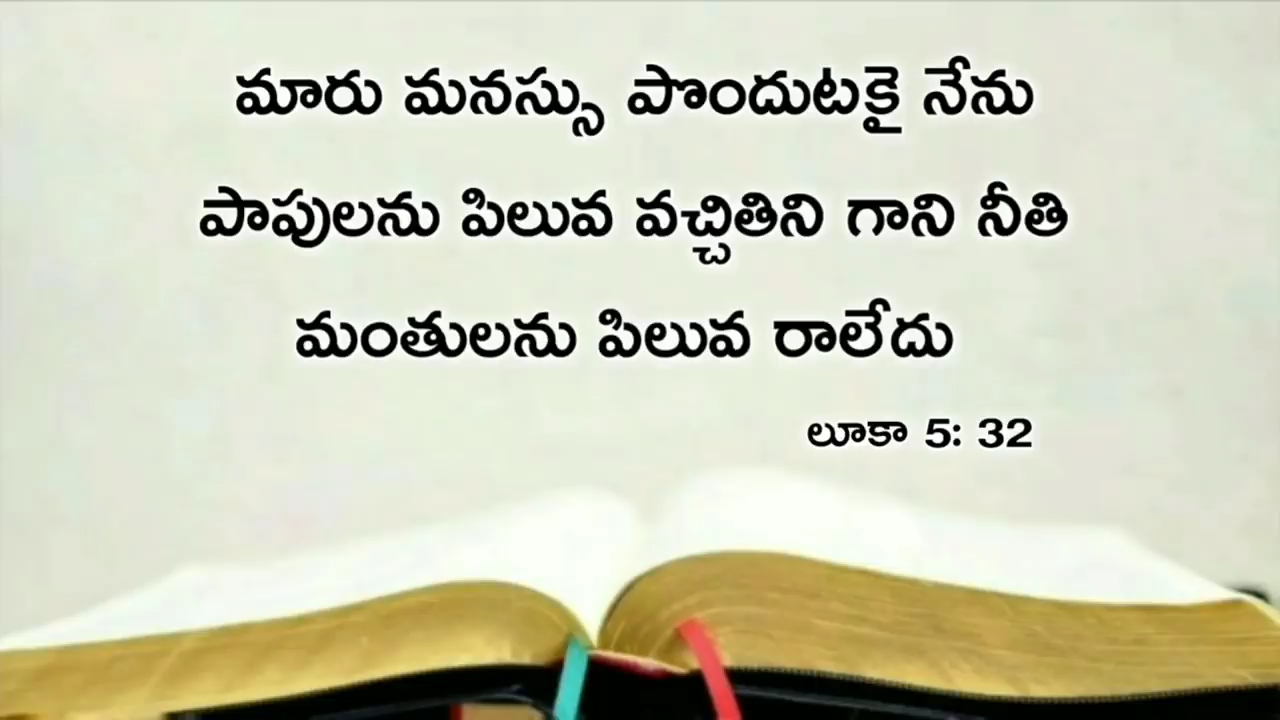 మారు మనస్సు పొందుటకై నేను
పాపులను పిలువ వచ్చితిని గాని నీతి
మంతులను పిలువ రాలేదు
లూకా 5: 32